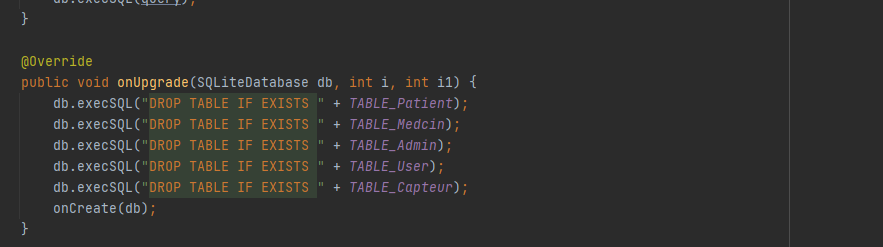 db.execSQL(query);
}
@Override
public void onUpgrade(SQLiteDatabase db, int i, int i1) {
db.execSQL("DROP TABLE IF EXISTS " + TABLE_Patient);
db.execSQL("DROP TABLE IF EXISTS " + TABLE_Medcin);
db.execSQL("DROP TABLE IF EXISTS " + TABLE_Admin);
db.execSQL("DROP TABLE IF EXISTS " + TABLE_User);
db.execSQL("DROP TABLE IF EXISTS " + TABLE_Capteur);
onCreate(db);
}